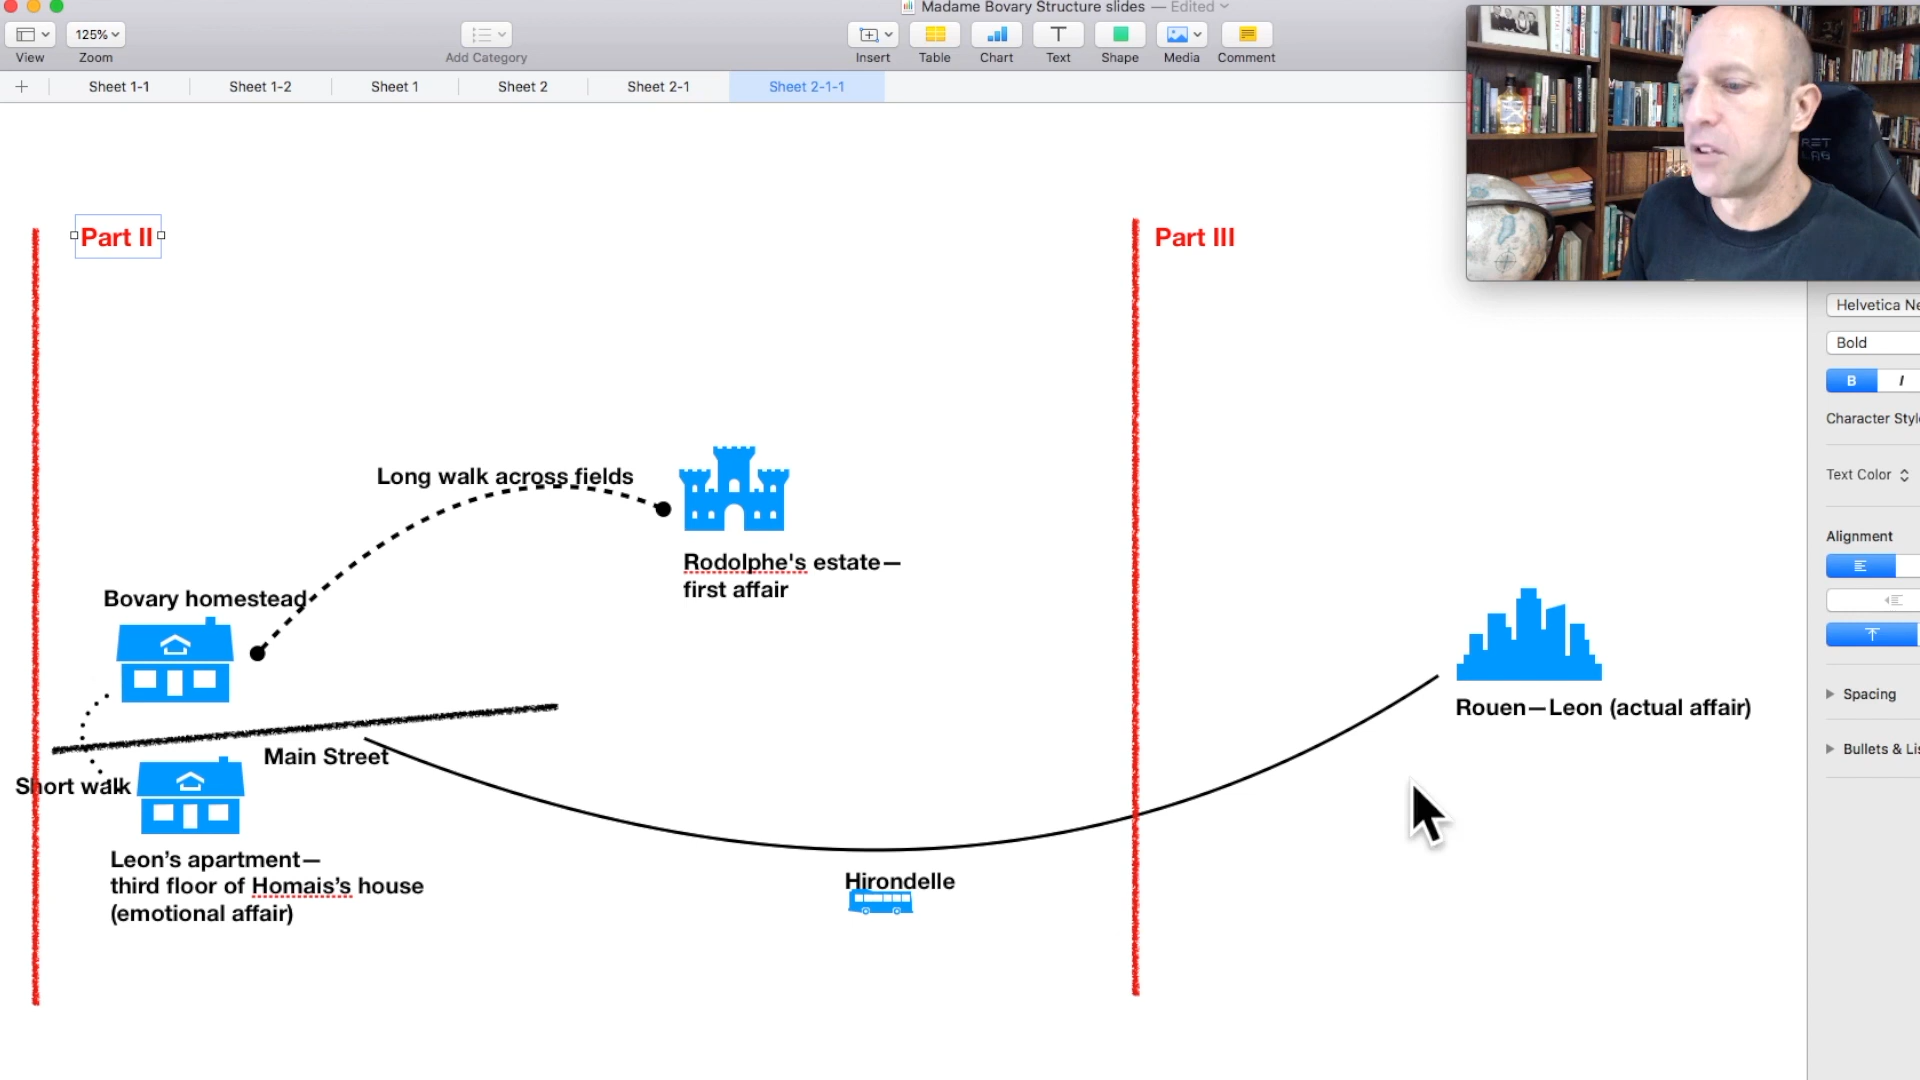 Madame Bovary Structure slides — Edited
125%
View
Zoom
Add Category
Insert
Table
Chart
Text
Shape
Media
Comment
Sheet 1-1
Sheet 1-2
Sheet 1
Sheet 2
Sheet 2-1
Sheet 2-1-1
Part II
Part III
Helvetica Ne
Bold
B
I
Character Style
Text Color
Alignment
Spacing
Bullets & Lis
Long walk across fields
Rodolphe's estate—
first affair
Bovary homestead
Rouen—Leon (actual affair)
Main Street
Short walk
Leon's apartment—
third floor of Homais's house
(emotional affair)
Hirondelle